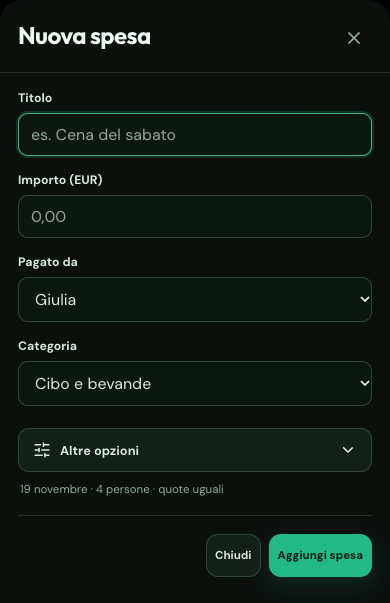 Nuova spesa
Titolo
es. Cena del sabato
Importo (EUR)
0,00
Pagato da
Giulia
Categoria
Cibo e bevande
Altre opzioni
19 novembre · 4 persone · quote uguali
Chiudi
Aggiungi spesa